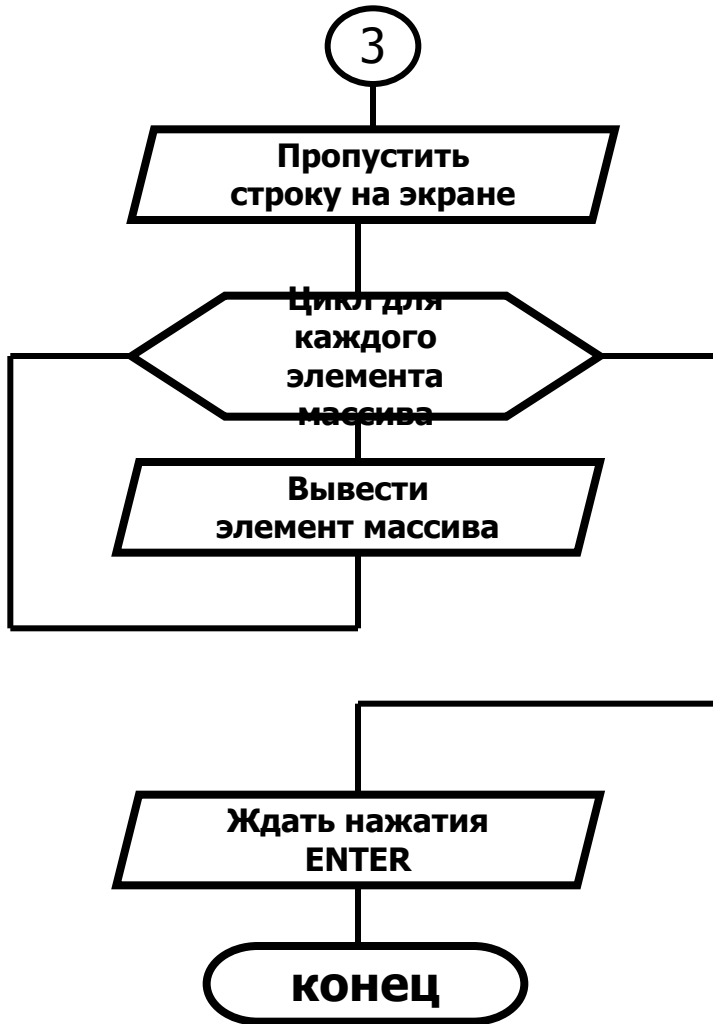 3
Пропустить
строку на экране
Цикл для
каждого
элемента
массива
Вывести
элемент массива
Ждать нажатия
ENTER
конец